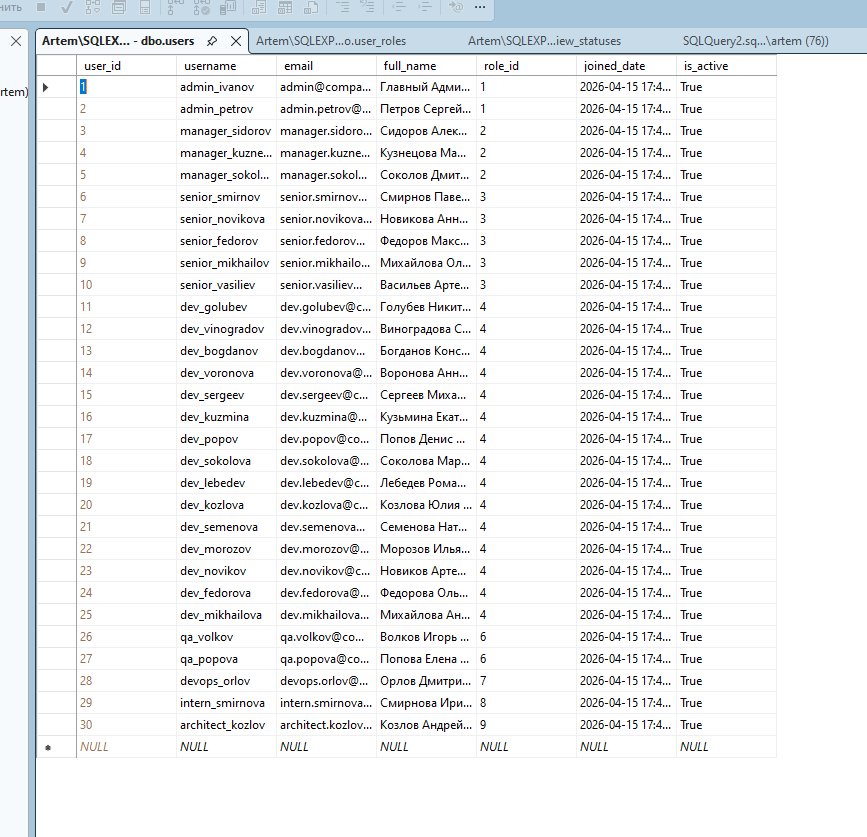 нить
Artem\SQLEX... - dbo.users Artem\SQLEXP...o.user_roles Artem\SQLEXP...iew_statuses SQLQuery2.sq...\artem (76))
rtem)
user_id username email full_name role_id joined_date is_active
1 admin_ivanov admin@compa... Главный Адми... 1 2026-04-15 17:4... True
2 admin_petrov admin.petrov@... Петров Сергей... 1 2026-04-15 17:4... True
3 manager_sidorov manager.sidoro... Сидоров Алек... 2 2026-04-15 17:4... True
4 manager_kuzne... manager.kuzne... Кузнецова Ма... 2 2026-04-15 17:4... True
5 manager_sokol... manager.sokol... Соколов Дмит... 2 2026-04-15 17:4... True
6 senior_smirnov senior.smirnov... Смирнов Паве... 3 2026-04-15 17:4... True
7 senior_novikova senior.novikova... Новикова Анн... 3 2026-04-15 17:4... True
8 senior_fedorov senior.fedorov... Федоров Макс... 3 2026-04-15 17:4... True
9 senior_mikhailov senior.mikhailo... Михайлова Ол... 3 2026-04-15 17:4... True
10 senior_vasiliev senior.vasiliev... Васильев Арте... 3 2026-04-15 17:4... True
11 dev_golubev dev.golubev@c... Голубев Никит... 4 2026-04-15 17:4... True
12 dev_vinogradov dev.vinogradov... Виноградова С... 4 2026-04-15 17:4... True
13 dev_bogdanov dev.bogdanov... Богданов Конс... 4 2026-04-15 17:4... True
14 dev_voronova dev.voronova@... Воронова Анн... 4 2026-04-15 17:4... True
15 dev_sergeev dev.sergeev@c... Сергеев Миха... 4 2026-04-15 17:4... True
16 dev_kuzmina dev.kuzmina@... Кузьмина Екат... 4 2026-04-15 17:4... True
17 dev_popov dev.popov@co... Попов Денис ... 4 2026-04-15 17:4... True
18 dev_sokolova dev.sokolova@... Соколова Мар... 4 2026-04-15 17:4... True
19 dev_lebedev dev.lebedev@c... Лебедев Рома... 4 2026-04-15 17:4... True
20 dev_kozlova dev.kozlova@c... Козлова Юлия ... 4 2026-04-15 17:4... True
21 dev_semenova dev.semenova... Семенова Нат... 4 2026-04-15 17:4... True
22 dev_morozov dev.morozov@... Морозов Илья... 4 2026-04-15 17:4... True
23 dev_novikov dev.novikov@c... Новиков Арте... 4 2026-04-15 17:4... True
24 dev_fedorova dev.fedorova@... Федорова Оль... 4 2026-04-15 17:4... True
25 dev_mikhailova dev.mikhailova... Михайлова Ан... 4 2026-04-15 17:4... True
26 qa_volkov qa.volkov@co... Волков Игорь ... 6 2026-04-15 17:4... True
27 qa_popova qa.popova@co... Попова Елена ... 6 2026-04-15 17:4... True
28 devops_orlov devops.orlov@... Орлов Дмитри... 7 2026-04-15 17:4... True
29 intern_smirnova intern.smirnova... Смирнова Ири... 8 2026-04-15 17:4... True
30 architect_kozlov architect.kozlov... Козлов Андрей... 9 2026-04-15 17:4... True
NULL NULL NULL NULL NULL NULL NULL